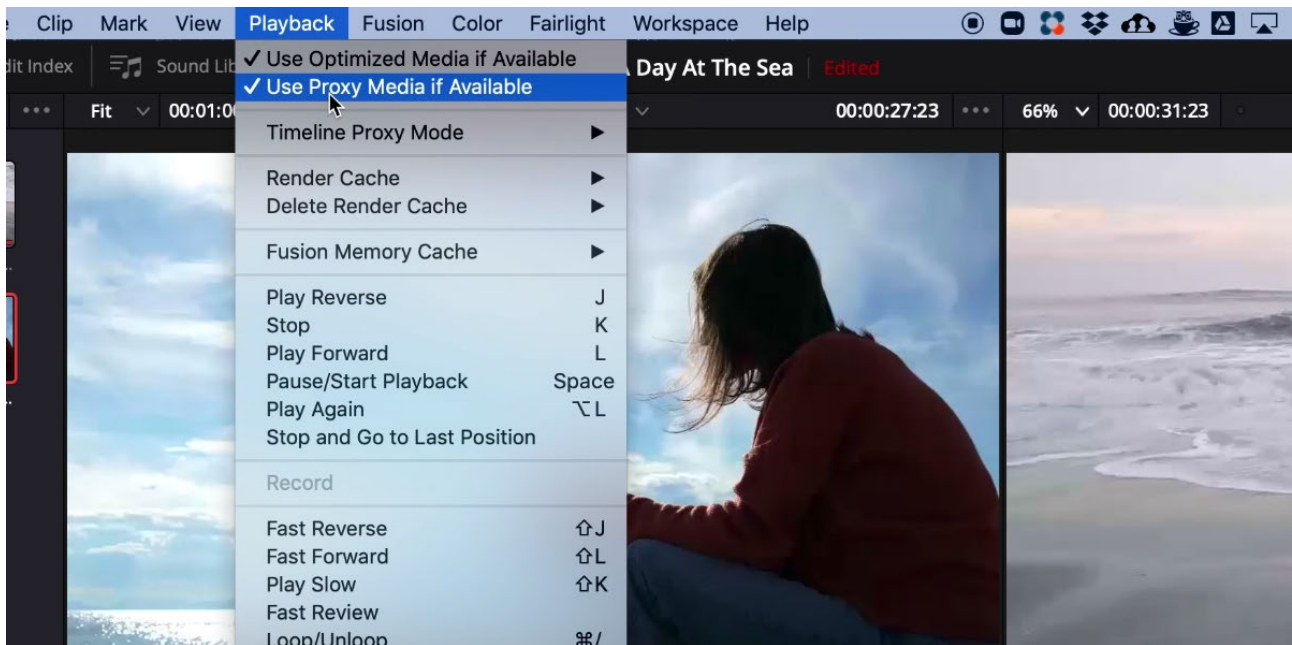 Clip Mark View Playback Fusion Color Fairlight Workspace Help
dit Index Sound Lib Day At The Sea Edited
Fit 00:01:0 00:00:27:23 66% 00:00:31:23
✓ Use Optimized Media if Available
✓ Use Proxy Media if Available
Timeline Proxy Mode ▶
Render Cache ▶
Delete Render Cache ▶
Fusion Memory Cache ▶
Play Reverse J
Stop K
Play Forward L
Pause/Start Playback Space
Play Again ⌥L
Stop and Go to Last Position
Record
Fast Reverse ⇧J
Fast Forward ⇧L
Play Slow ⇧K
Fast Review
Loop/Unloop ⌘/